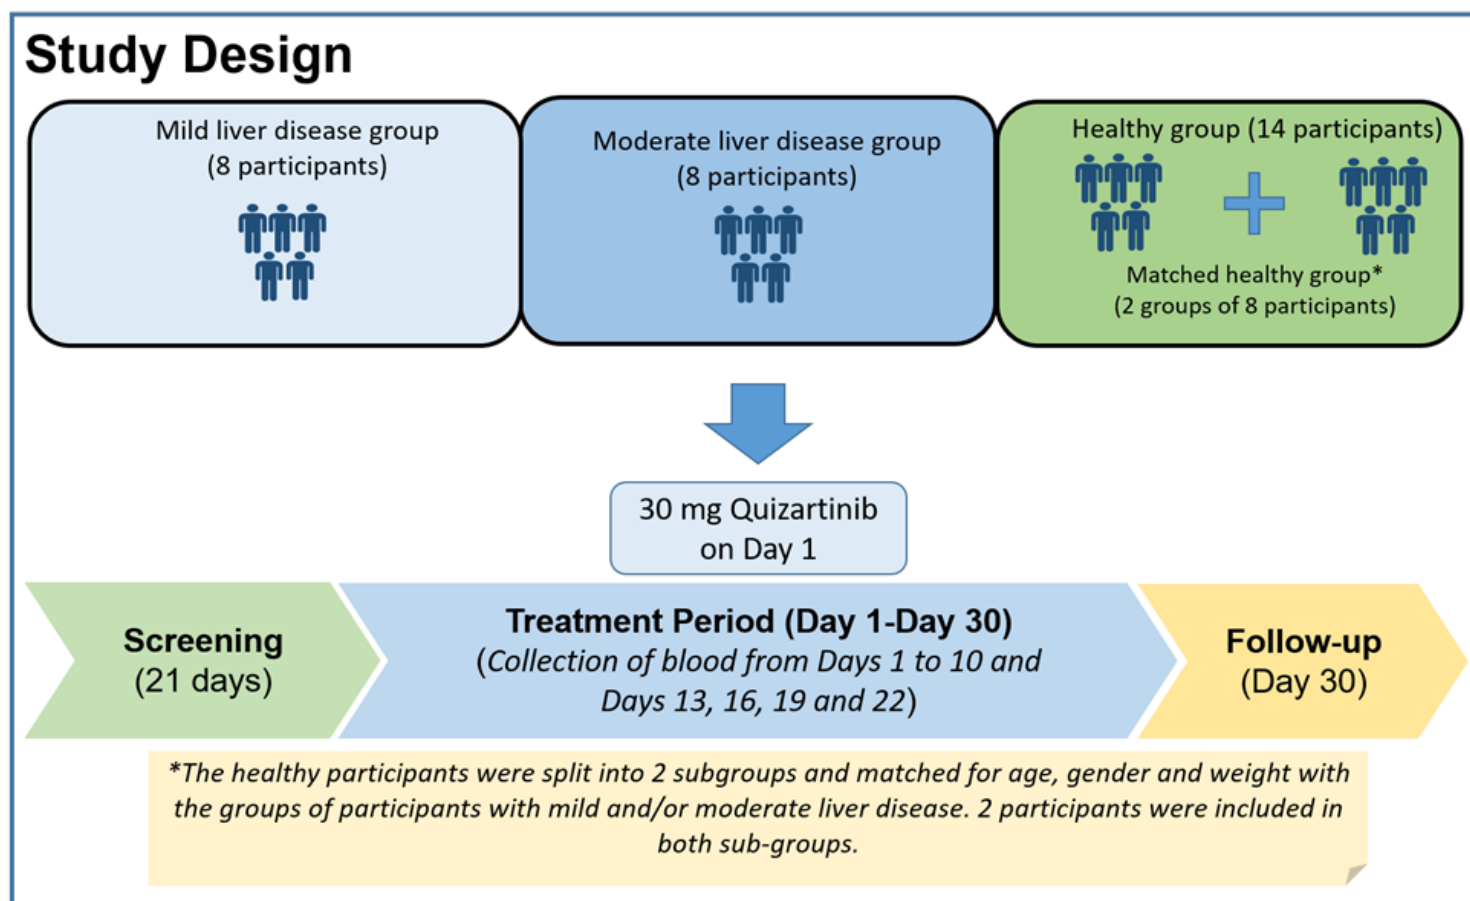 Study Design
Mild liver disease group
(8 participants)
Moderate liver disease group
(8 participants)
Healthy group (14 participants)
Matched healthy group*
(2 groups of 8 participants)
30 mg Quizartinib
on Day 1
Screening
(21 days)
Treatment Period (Day 1-Day 30)
(Collection of blood from Days 1 to 10 and
Days 13, 16, 19 and 22)
Follow-up
(Day 30)
*The healthy participants were split into 2 subgroups and matched for age, gender and weight with
the groups of participants with mild and/or moderate liver disease. 2 participants were included in
both sub-groups.